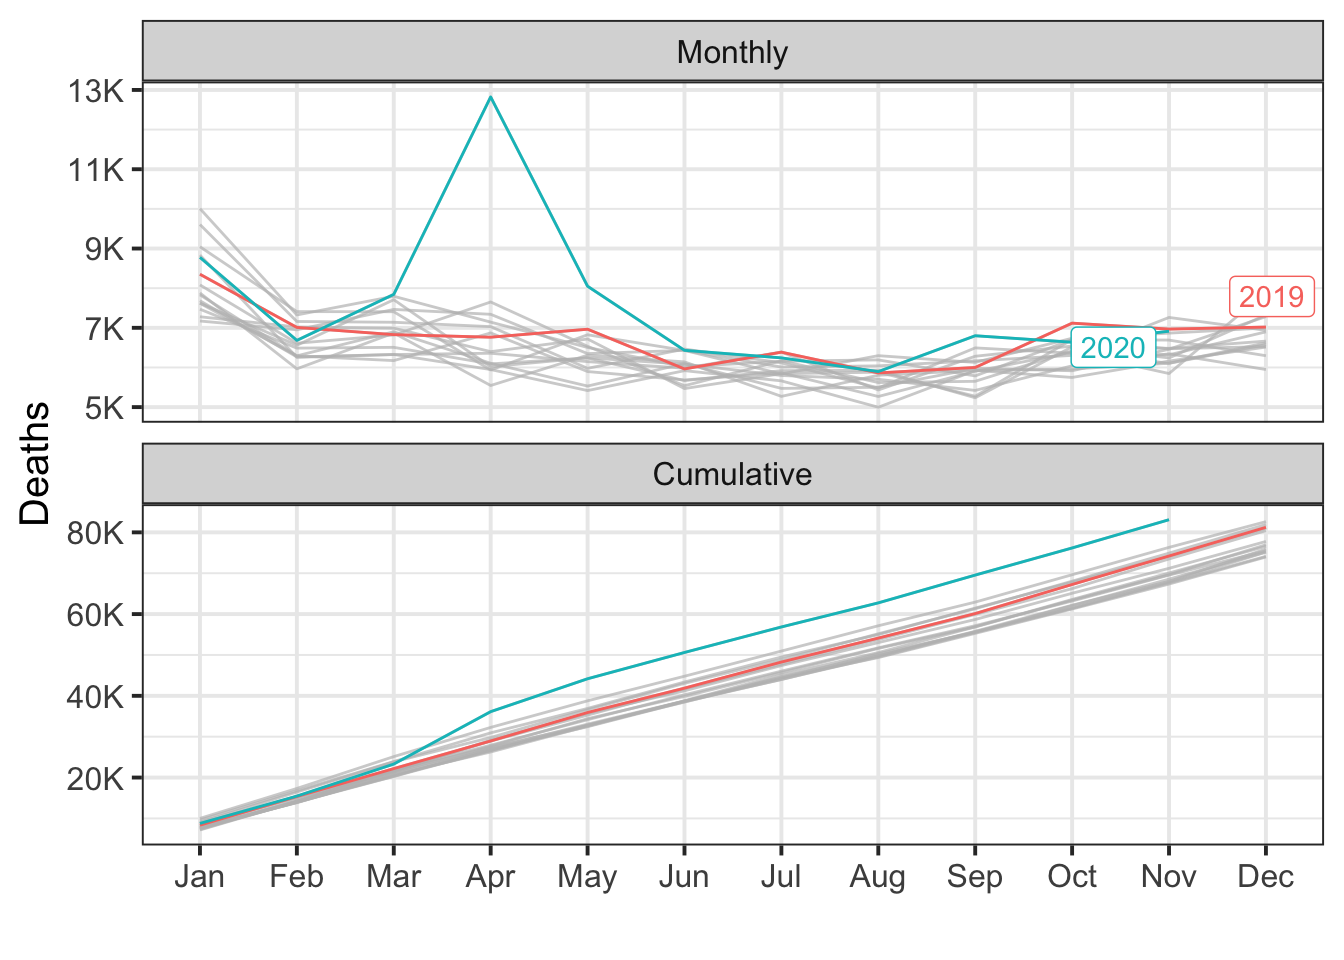 Monthly
13K
11K
9K
7K
5K
2019
2020
Deaths
Cumulative
80K
60K
40K
20K
Jan Feb Mar Apr May Jun Jul Aug Sep Oct Nov Dec